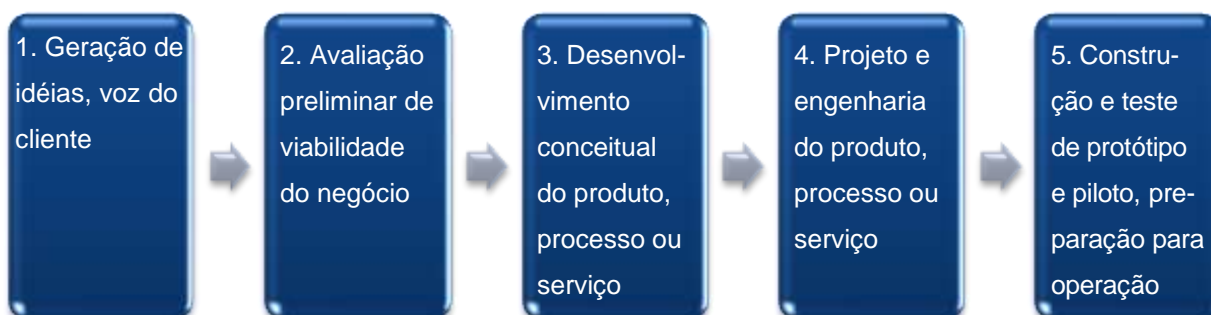 1. Geração de
idéias, voz do
cliente
2. Avaliação
preliminar de
viabilidade
do negócio
3. Desenvol-
vimento
conceitual
do produto,
processo ou
serviço
4. Projeto e
engenharia
do produto,
processo ou
serviço
5. Constru-
ção e teste
de protótipo
e piloto, pre-
paração para
operação